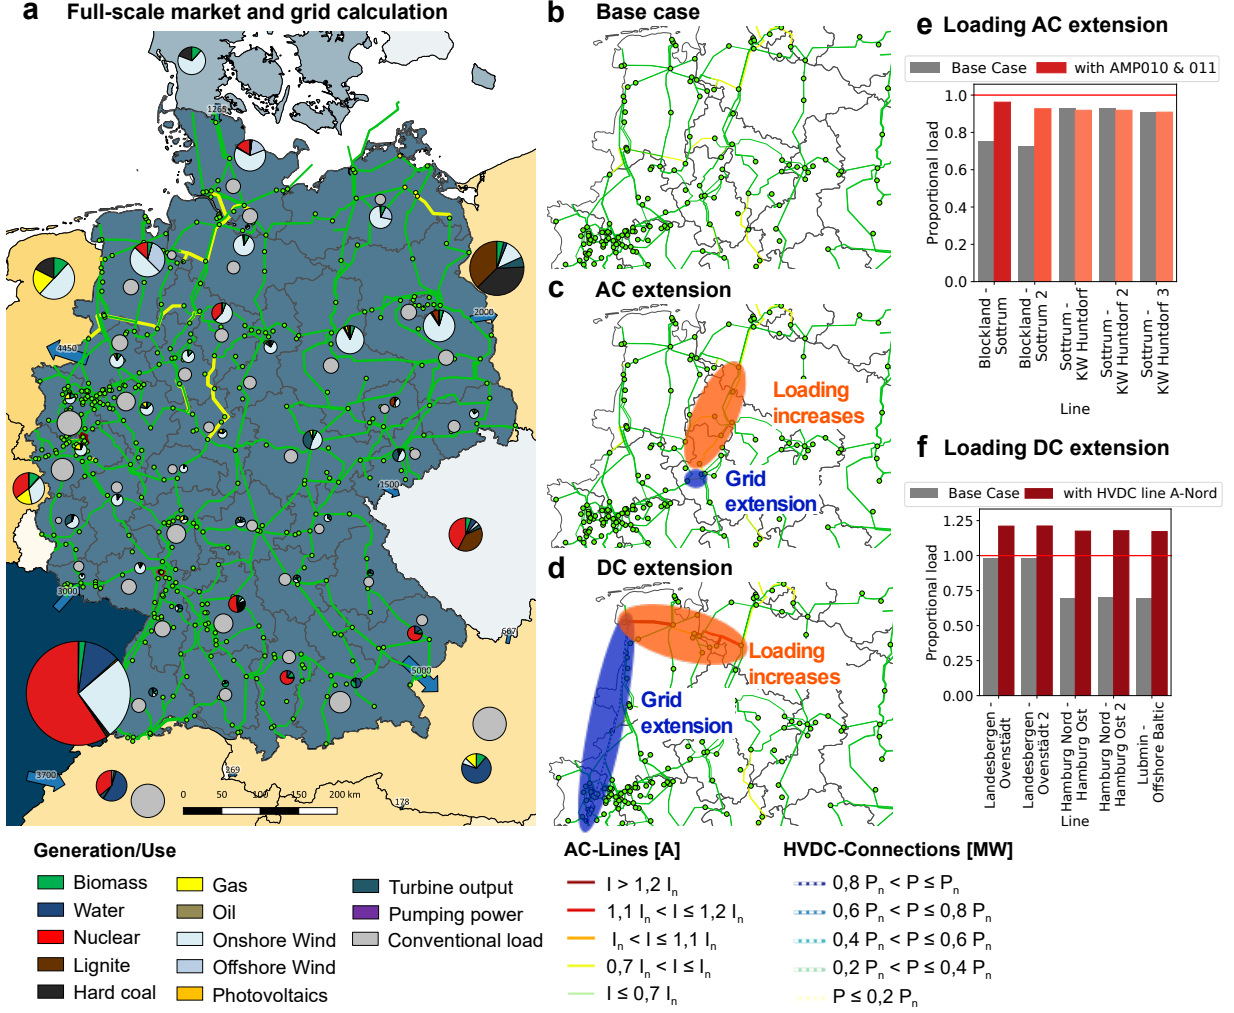 a Full-scale market and grid calculation
1265
2000
4450
1500
3000
607
5000
3700
269
178
0 50 100 150 200 km
b Base case
c AC extension
Loading
increases
Grid
extension
d DC extension
Loading
increases
Grid
extension
e Loading AC extension
Base Case with AMP010 & 011
Proportional load
1.0
0.8
0.6
0.4
0.2
0.0
Blockland -
Sottrum
Blockland -
Sottrum 2
Sottrum -
KW Huntdorf
Sottrum -
KW Huntdorf 2
Sottrum -
KW Huntdorf 3
Line
f Loading DC extension
Base Case with HVDC line A-Nord
Proportional load
1.25
1.00
0.75
0.50
0.25
0.00
Landesbergen -
Ovenstädt
Landesbergen -
Ovenstädt 2
Hamburg Nord -
Hamburg Ost
Hamburg Nord -
Hamburg Ost 2
Lubmin -
Offshore Baltic
Line
Generation/Use
Biomass
Water
Nuclear
Lignite
Hard coal
Gas
Oil
Onshore Wind
Offshore Wind
Photovoltaics
Turbine output
Pumping power
Conventional load
AC-Lines [A]
I > 1,2 In
1,1 In < I ≤ 1,2 In
In < I ≤ 1,1 In
0,7 In < I ≤ In
I ≤ 0,7 In
HVDC-Connections [MW]
0,8 Pn < P ≤ Pn
0,6 Pn < P ≤ 0,8 Pn
0,4 Pn < P ≤ 0,6 Pn
0,2 Pn < P ≤ 0,4 Pn
P ≤ 0,2 Pn